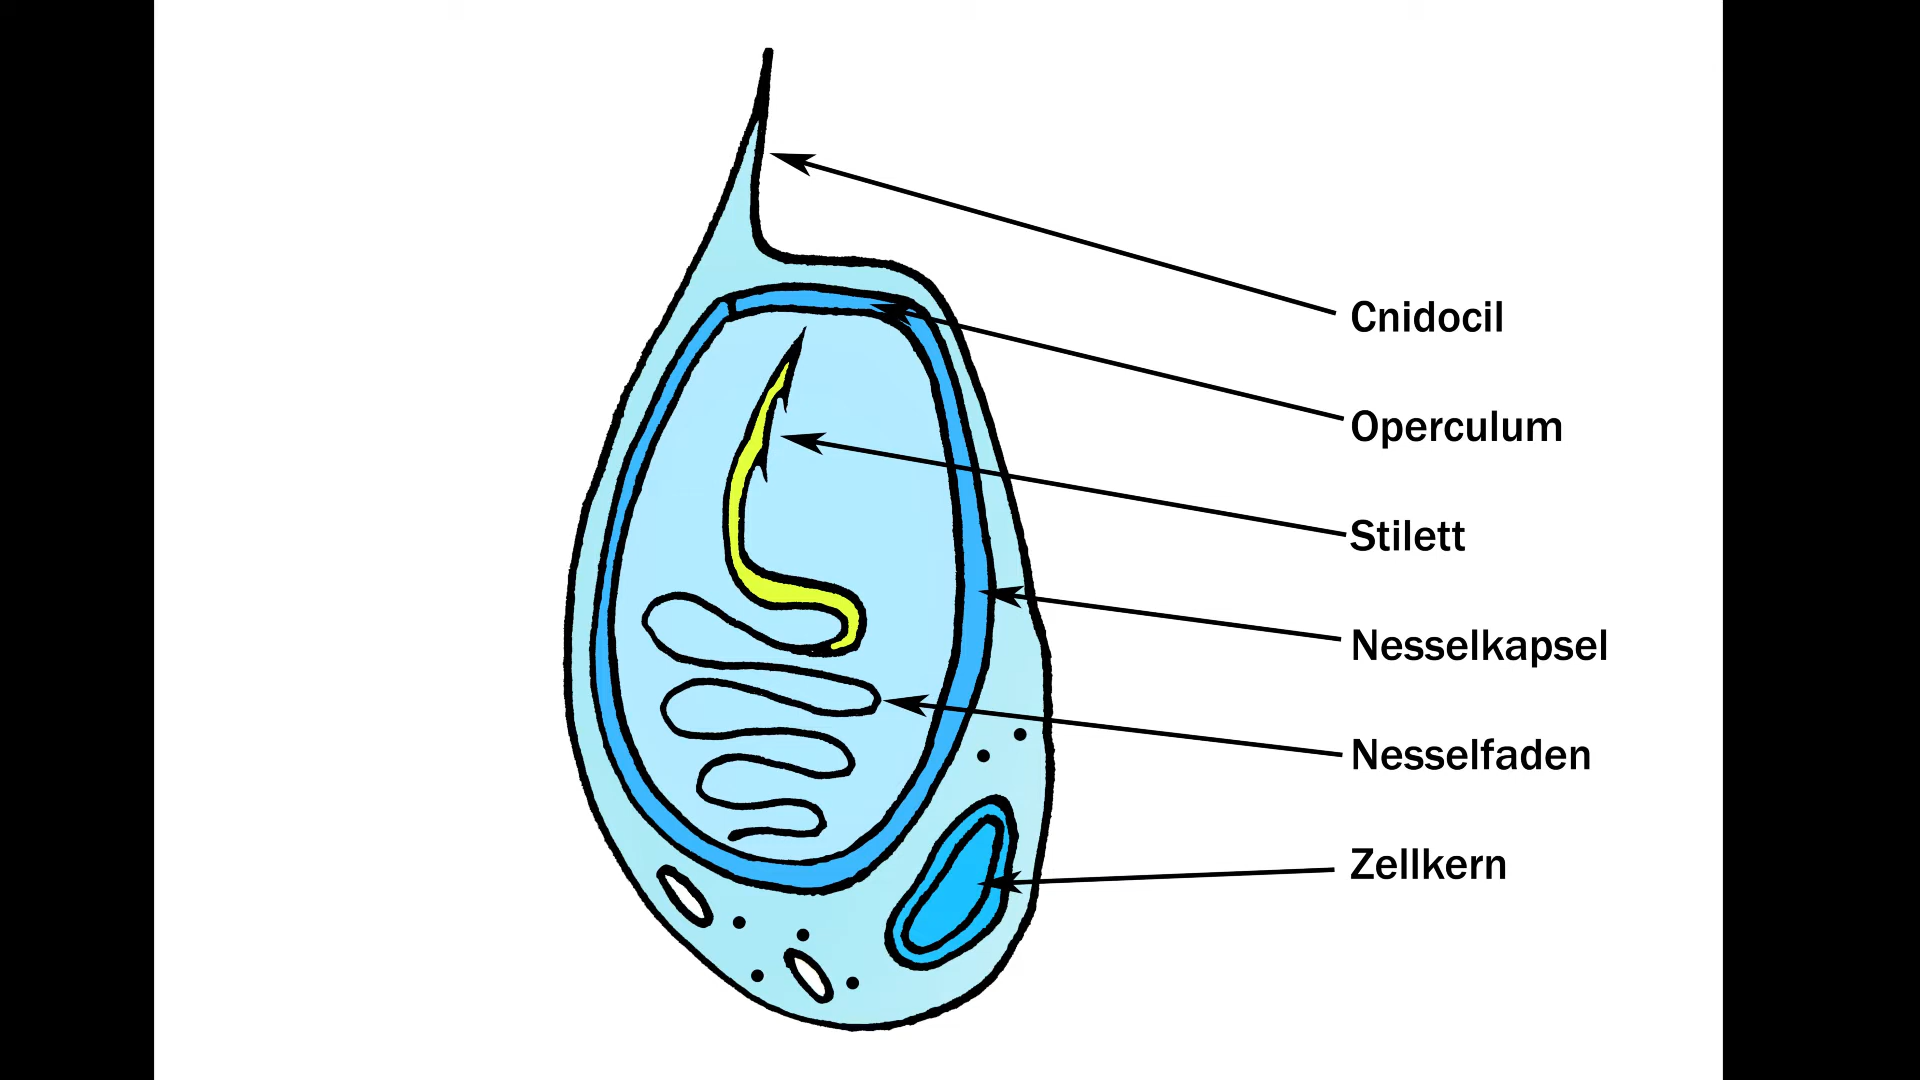 Cnidocil
Operculum
Stilett
Nesselkapsel
Nesselfaden
Zellkern